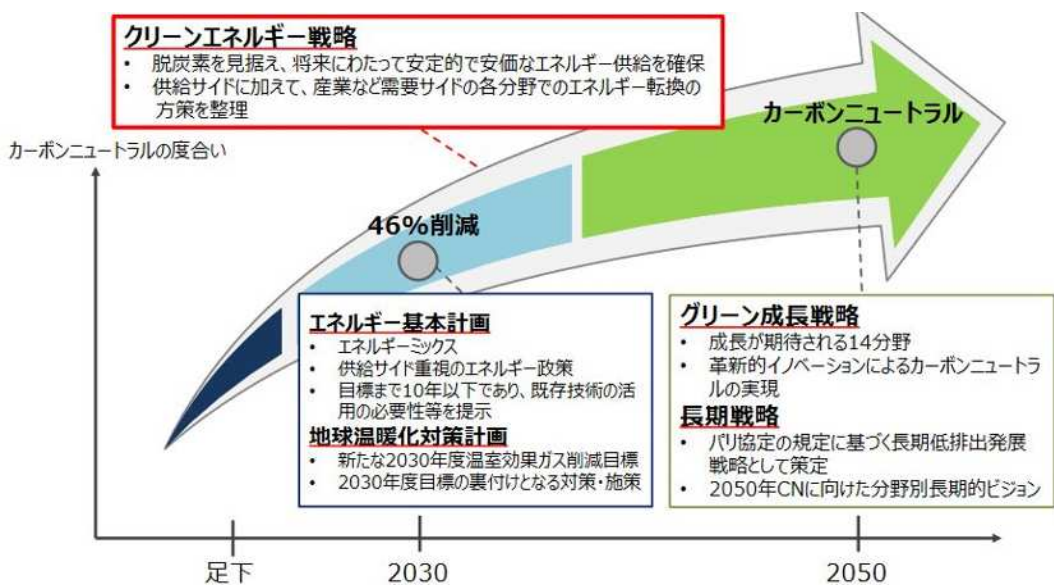 クリーンエネルギー戦略
• 脱炭素を見据え、将来にわたって安定的で安価なエネルギー供給を確保
• 供給サイドに加えて、産業など需要サイドの各分野でのエネルギー転換の
方策を整理
カーボンニュートラルの度合い
カーボンニュートラル
46%削減
エネルギー基本計画
• エネルギーミックス
• 供給サイド重視のエネルギー政策
• 目標まで10年以下であり、既存技術の活
用の必要性等を提示
地球温暖化対策計画
• 新たな2030年度温室効果ガス削減目標
• 2030年度目標の裏付けとなる対策・施策
グリーン成長戦略
• 成長が期待される14分野
• 革新的イノベーションによるカーボンニュートラ
ルの実現
長期戦略
• パリ協定の規定に基づく長期低排出発展
戦略として策定
• 2050年CNに向けた分野別長期的ビジョン
足下
2030
2050